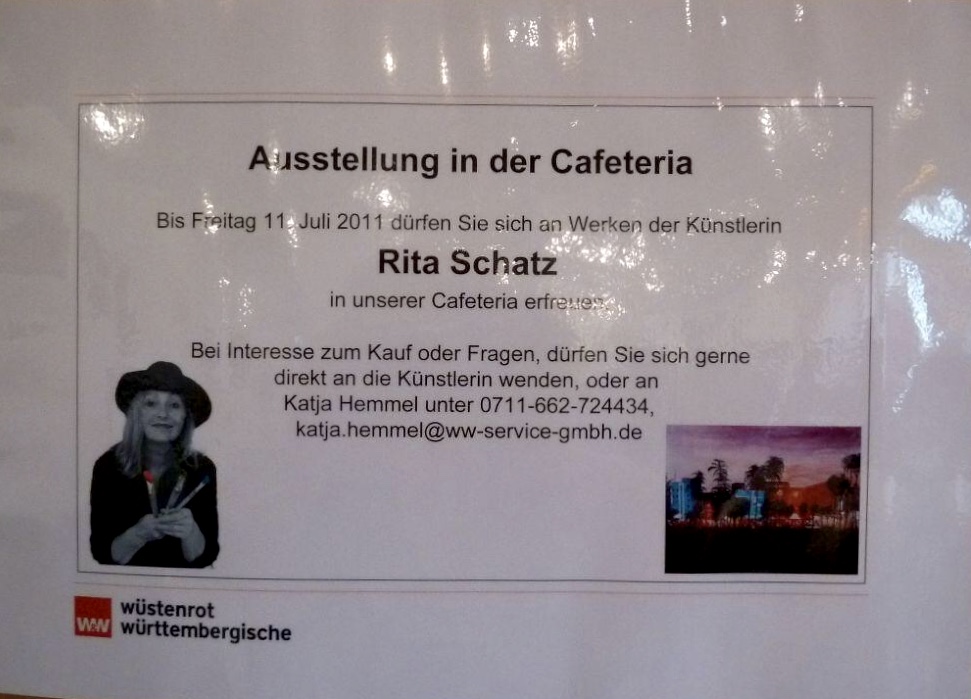 Ausstellung in der Cafeteria
Bis Freitag 11. Juli 2011 dürfen Sie sich an Werken der Künstlerin
Rita Schatz
in unserer Cafeteria erfreuen.
Bei Interesse zum Kauf oder Fragen, dürfen Sie sich gerne
direkt an die Künstlerin wenden, oder an
Katja Hemmel unter 0711-662-724434,
katja.hemmel@ww-service-gmbh.de
W&W
wüstenrot
württembergische